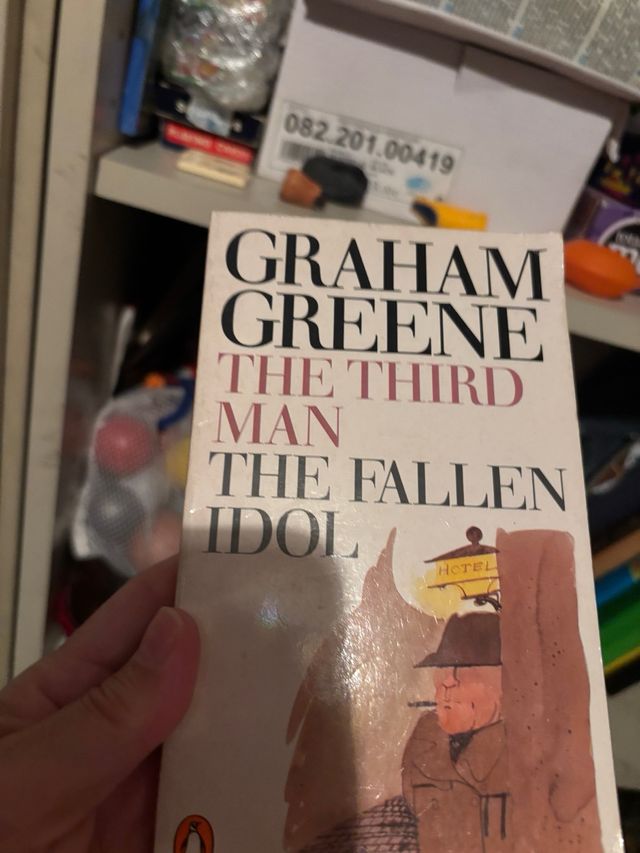 082.201.00419
GRAHAM
GREENE
THE THIRD
MAN
THE FALLEN
IDOL
HOTEL